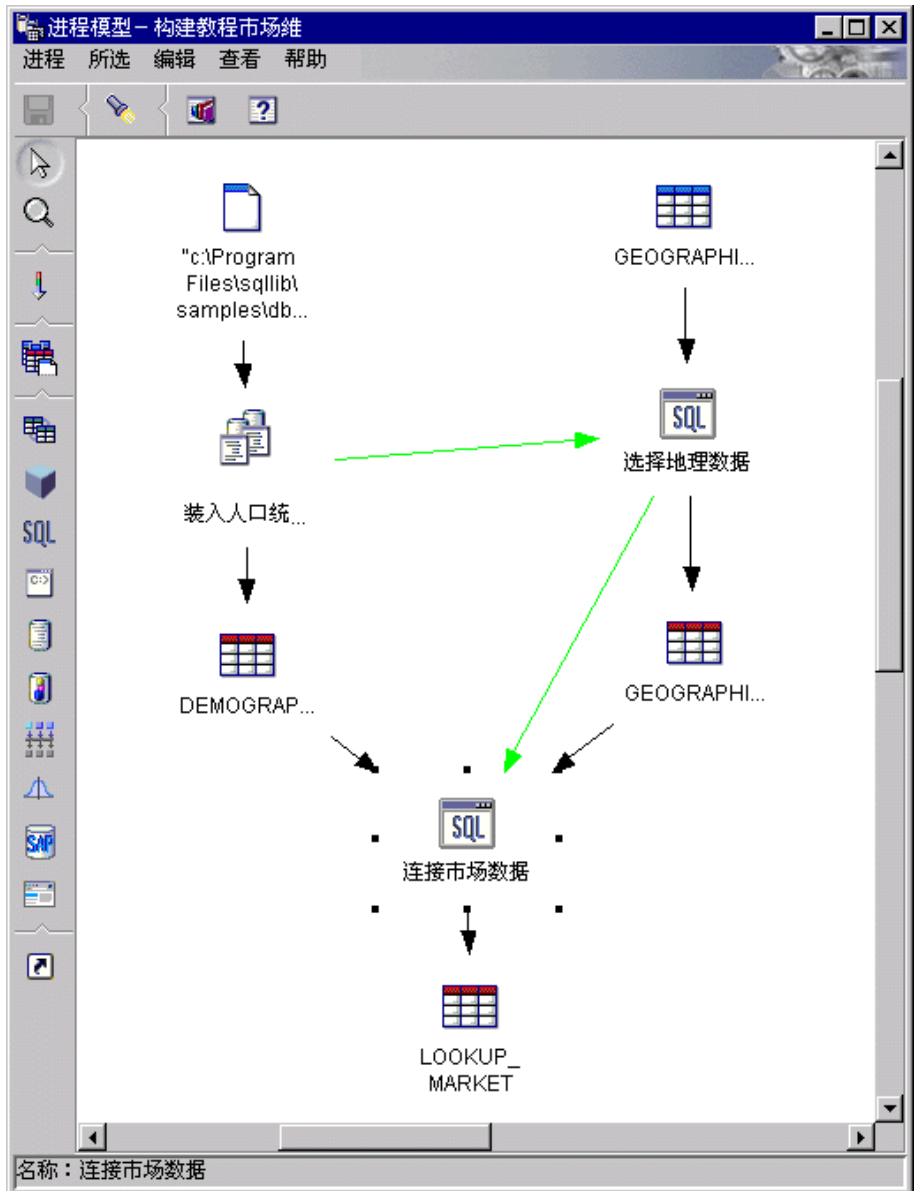 进程模型 – 构建教程市场维
进程 所选 编辑 查看 帮助
"c:\Program
Files\sqllib\
samples\db...
GEOGRAPHI...
SQL
选择地理数据
装入人口统...
SQL
C:>
DEMOGRAP...
GEOGRAPHI...
SQL
连接市场数据
SAP
LOOKUP_
MARKET
名称：连接市场数据